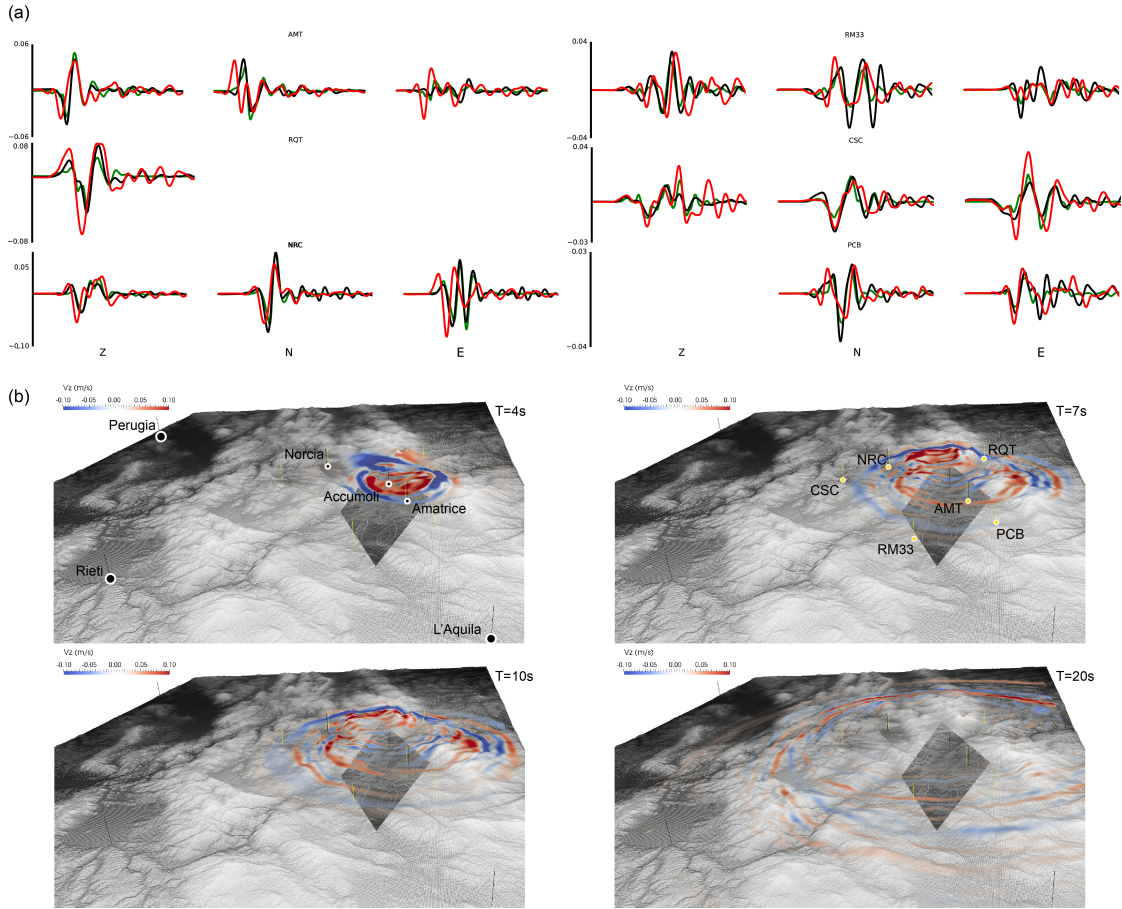 (a)
AMT
RM33
0.06
−0.06
0.04
−0.04
RQT
CSC
0.08
−0.08
0.04
−0.03
NRC
PCB
0.05
−0.10
0.03
−0.04
Z
N
E
Z
N
E
(b)
Vz (m/s)
-0.10 -0.05 0.00 0.05 0.10
T=4s
Perugia
Norcia
Accumoli
Amatrice
Rieti
L'Aquila
Vz (m/s)
-0.10 -0.05 0.00 0.05 0.10
T=7s
NRC
RQT
CSC
AMT
PCB
RM33
Vz (m/s)
-0.10 -0.05 0.00 0.05 0.10
T=10s
Vz (m/s)
-0.10 -0.05 0.00 0.05 0.10
T=20s